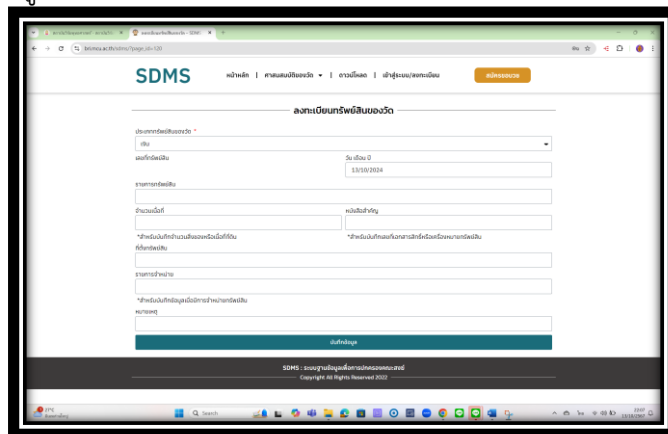 SDMS
หน้าหลัก | ศาสนสมบัติของวัด | ดาวน์โหลด | เข้าสู่ระบบ/ลงทะเบียน
สมัครของวัด
ลงทะเบียนทรัพย์สินของวัด
ประเภททรัพย์สินของวัด *
เลขที่ทรัพย์สิน
วัน เดือน ปี
13/10/2024
รายการทรัพย์สิน
จำนวนเนื้อที่
หนังสือสำคัญ
*สำหรับบันทึกจำนวนสิ่งของหรือเนื้อที่ที่ดิน
*สำหรับบันทึกเลขที่เอกสารสิทธิ์หรือเครื่องหมายทรัพย์สิน
ที่ตั้งทรัพย์สิน
รายการจำหน่าย
*สำหรับบันทึกข้อมูลเมื่อมีการจำหน่ายทรัพย์สิน
หมายเหตุ
บันทึกข้อมูล
SDMS : ระบบฐานข้อมูลเพื่อการปกครองคณะสงฆ์
Copyright All Rights Reserved 2022
Search